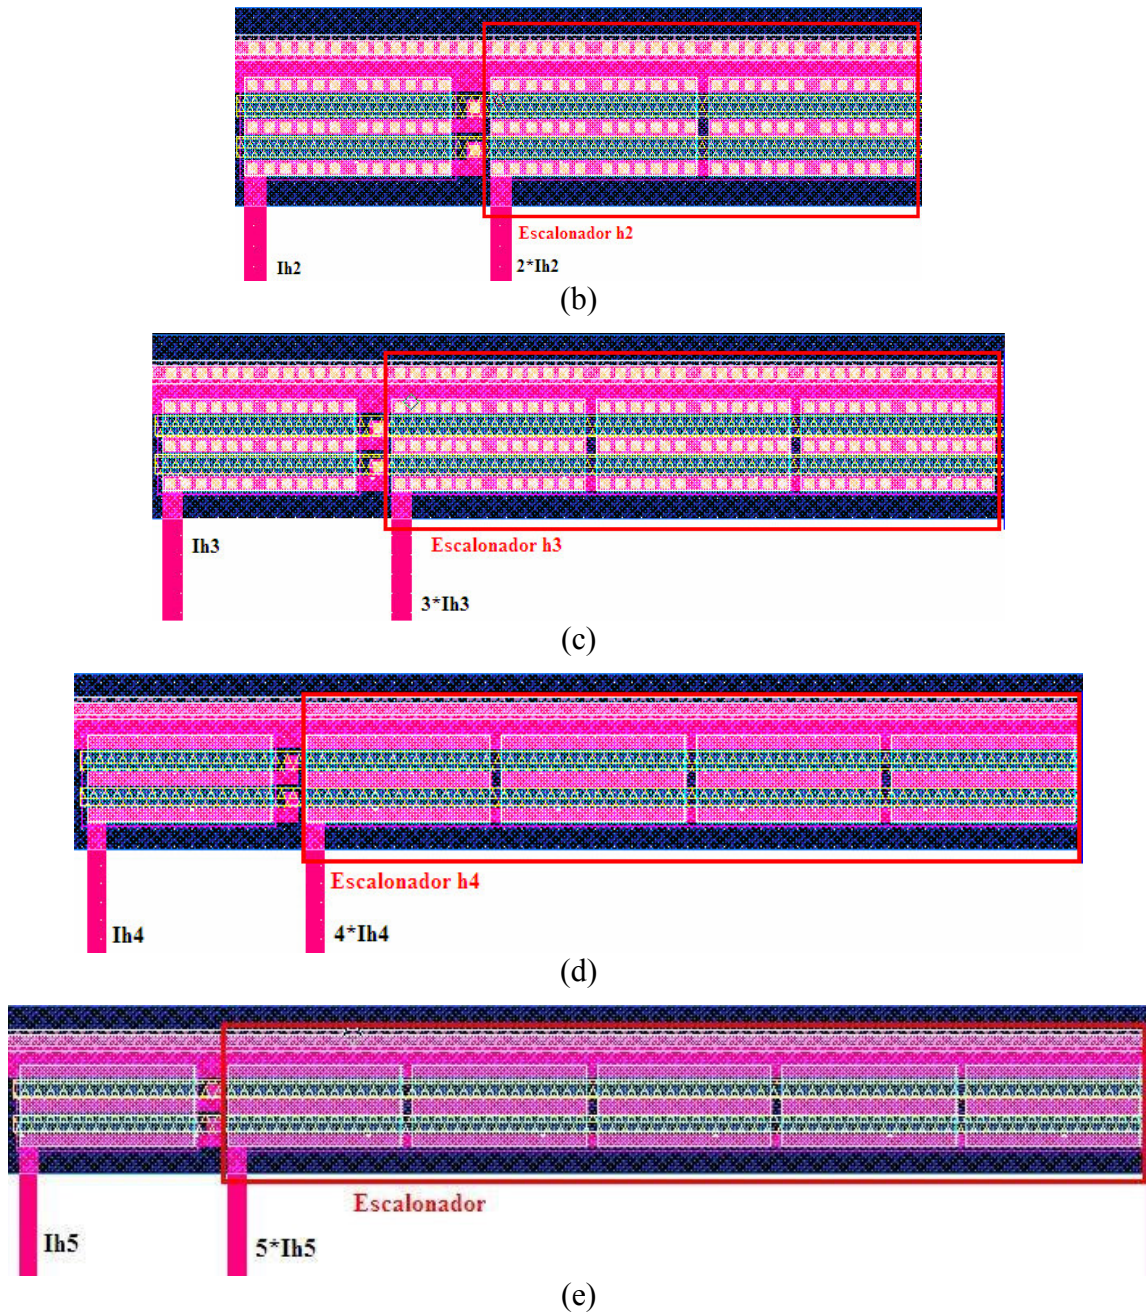 Escalonador h2
Ih2
2*Ih2
(b)
Ih3
Escalonador h3
3*Ih3
(c)
Escalonador h4
Ih4
4*Ih4
(d)
Escalonador
Ih5
5*Ih5
(e)